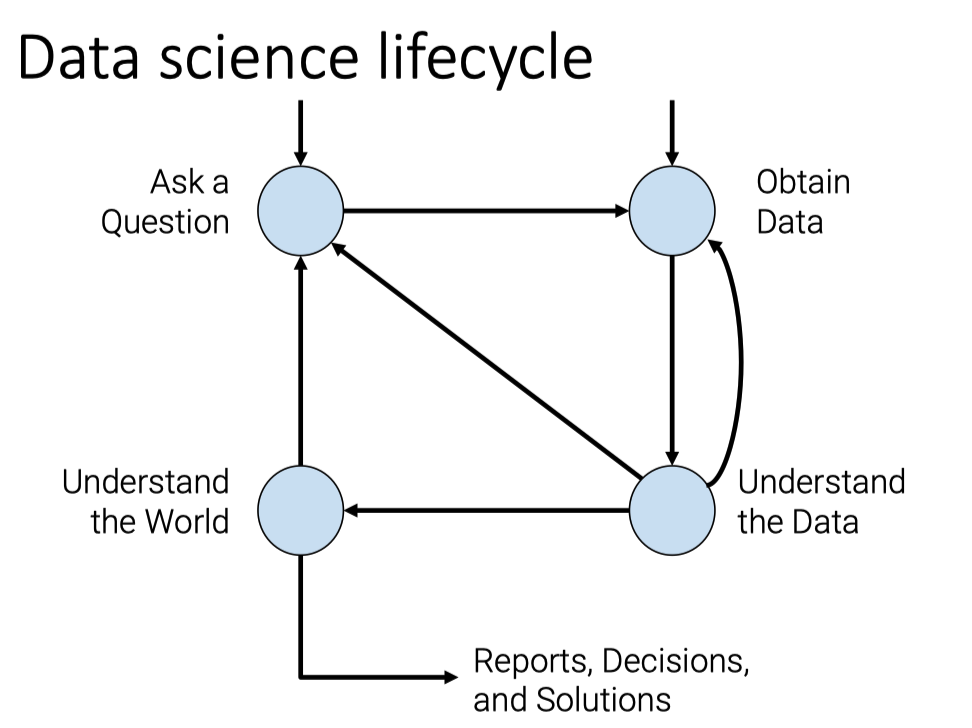 Data science lifecycle
Ask a
Question
Obtain
Data
Understand
the World
Understand
the Data
Reports, Decisions,
and Solutions